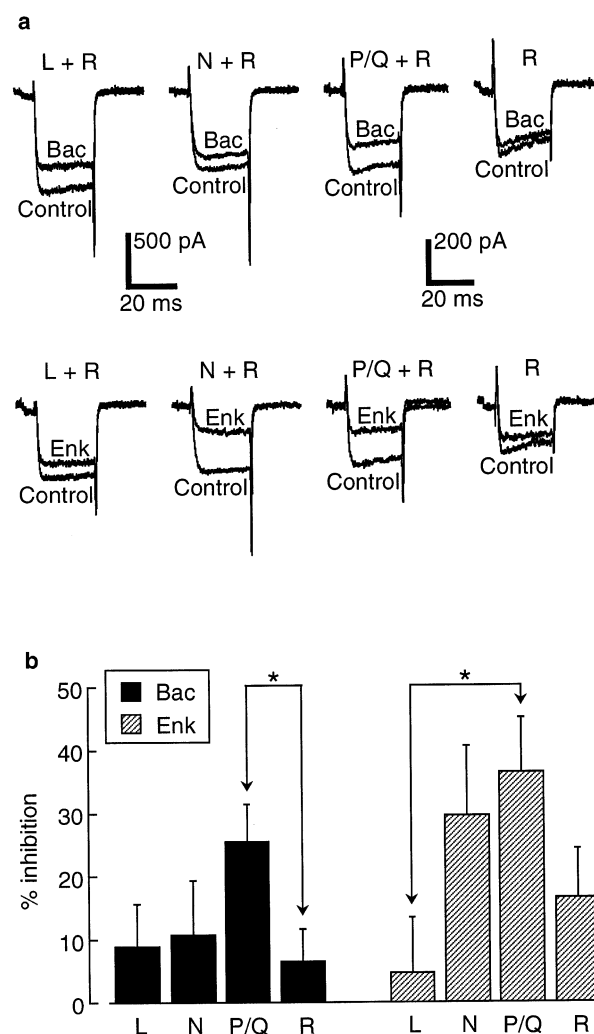 a
L + R N + R P/Q + R R
Bac Bac Bac Bac
Control Control Control Control
500 pA 200 pA
20 ms 20 ms
L + R N + R P/Q + R R
Enk Enk Enk Enk
Control Control Control Control
b
* *
50
Bac
Enk
40
30
20
10
0
% inhibition
L N P/Q R L N P/Q R